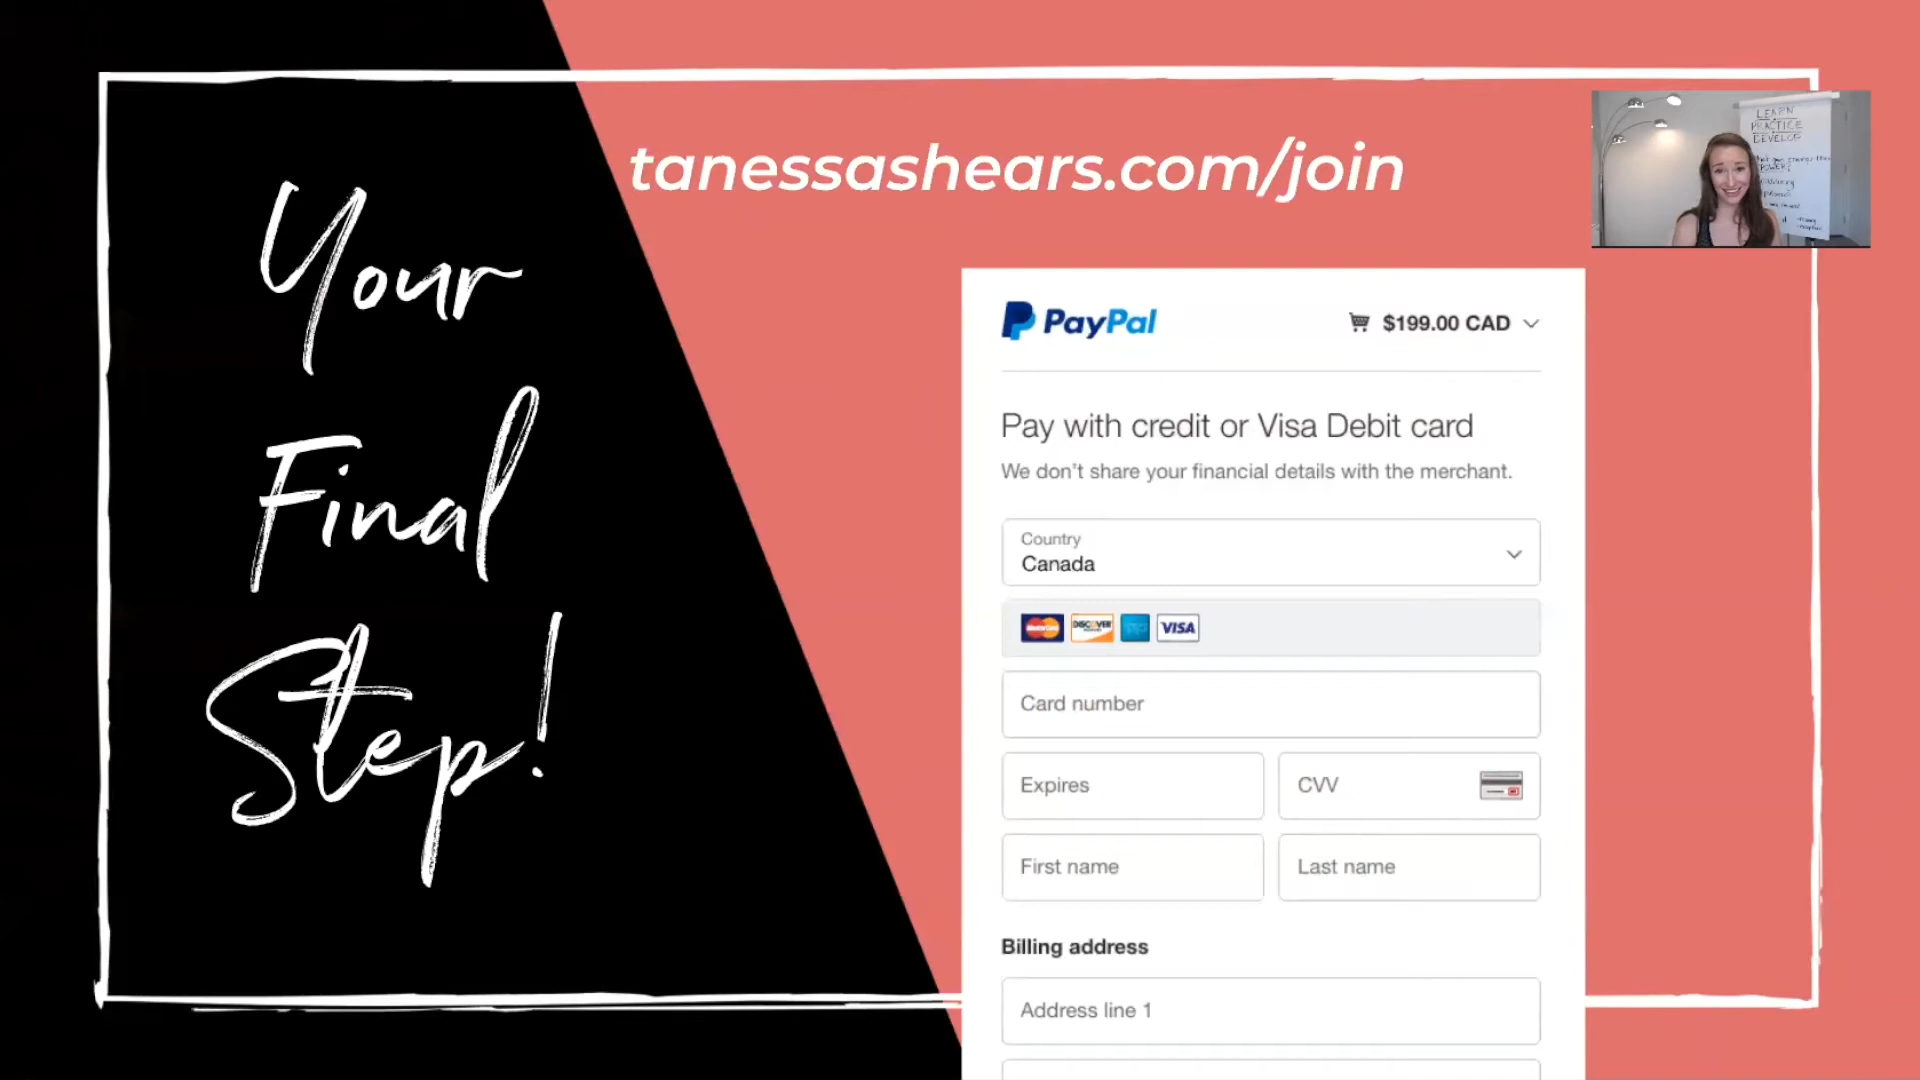 Your
Final
Step!
tanessashears.com/join
LEARN
PRACTICE
DEVELOP
PayPal
$199.00 CAD
Pay with credit or Visa Debit card
We don't share your financial details with the merchant.
Country
Canada
MasterCard
DISCOVER
VISA
Card number
Expires
CVV
First name
Last name
Billing address
Address line 1